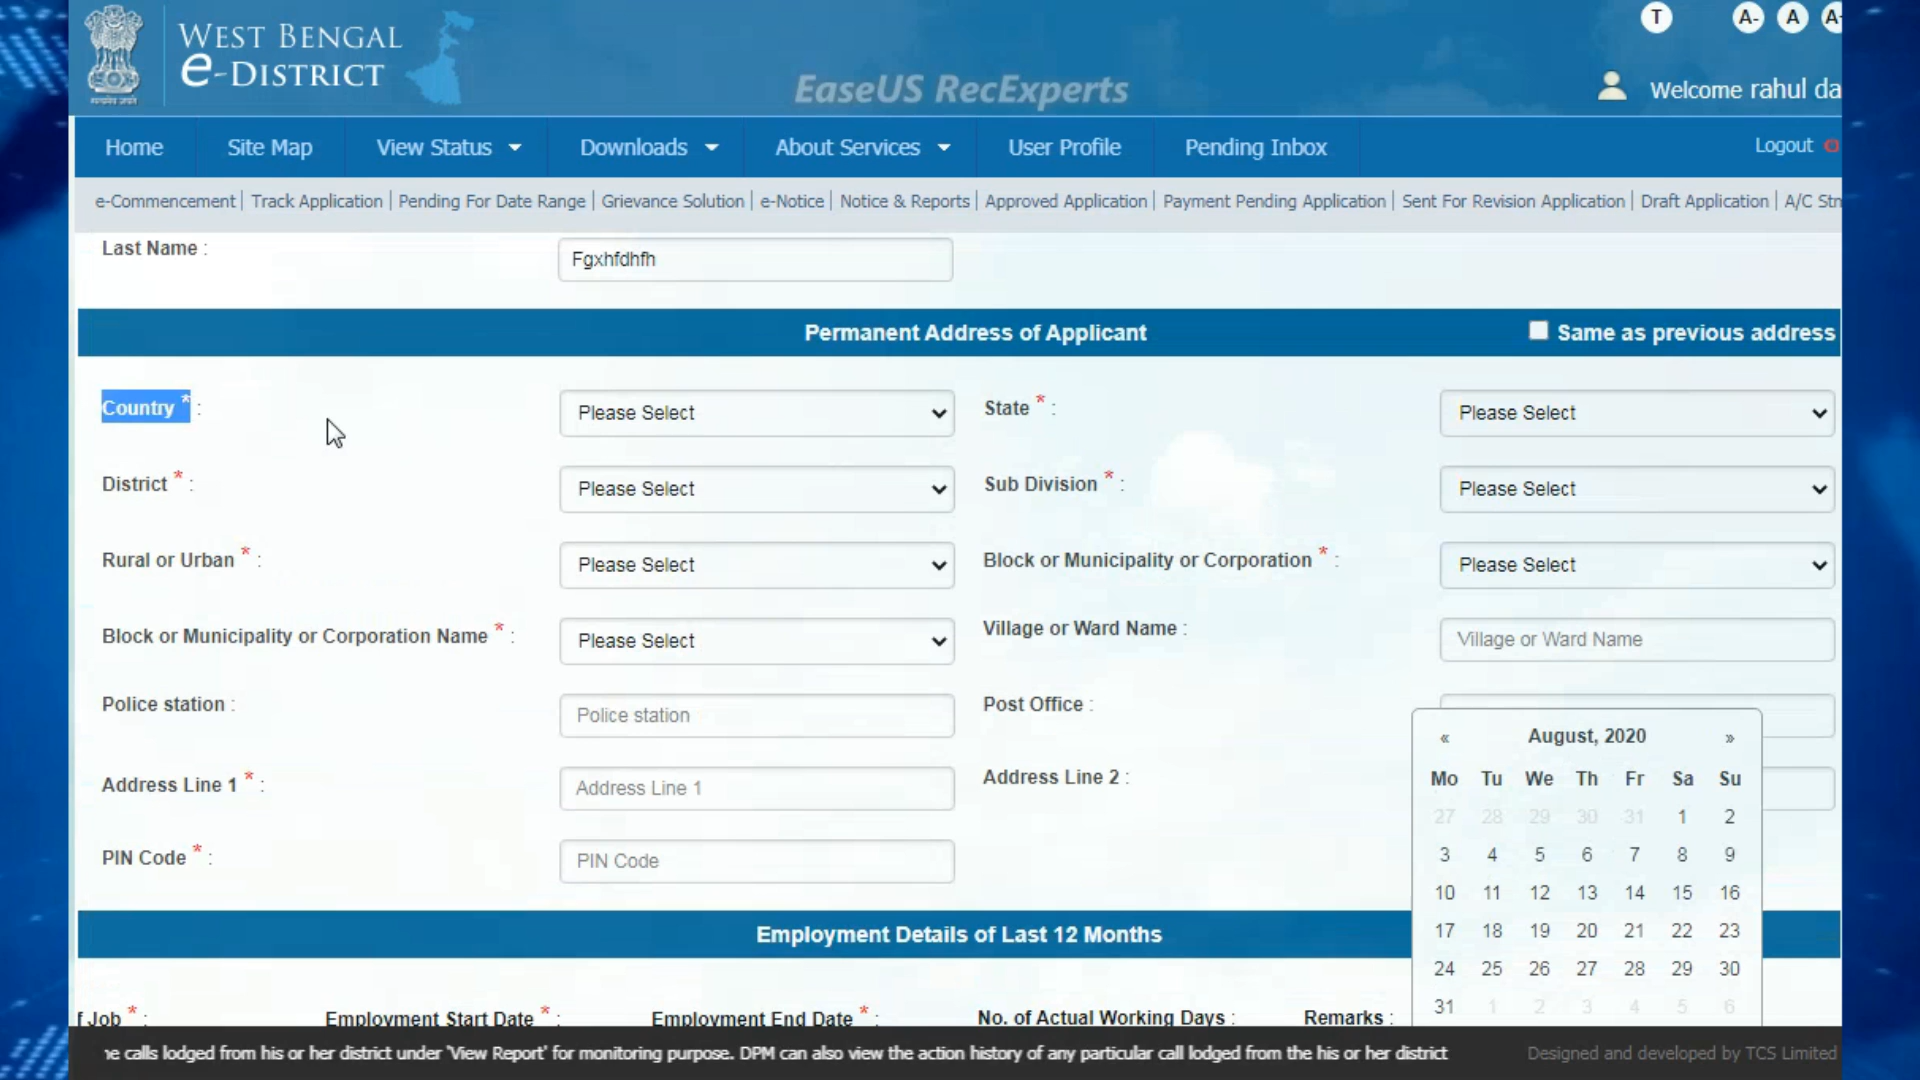 WEST BENGAL
e-DISTRICT
EaseUS RecExperts
T A- A
Welcome rahul da
Home Site Map View Status Downloads About Services User Profile Pending Inbox Logout
e-Commencement | Track Application | Pending For Date Range | Grievance Solution | e-Notice | Notice & Reports | Approved Application | Payment Pending Application | Sent For Revision Application | Draft Application | A/C Stm
Last Name : Fgxhfdhfh
Permanent Address of Applicant Same as previous address
Country * : Please Select State * : Please Select
District * : Please Select Sub Division * : Please Select
Rural or Urban * : Please Select Block or Municipality or Corporation * : Please Select
Block or Municipality or Corporation Name * : Please Select Village or Ward Name : Village or Ward Name
Police station : Police station Post Office :
Address Line 1 * : Address Line 1 Address Line 2 :
PIN Code * : PIN Code
« August, 2020 »
Mo Tu We Th Fr Sa Su
27 28 29 30 31 1 2
3 4 5 6 7 8 9
10 11 12 13 14 15 16
17 18 19 20 21 22 23
24 25 26 27 28 29 30
31 1 2 3 4 5 6
Employment Details of Last 12 Months
f Job * : Employment Start Date * : Employment End Date * : No. of Actual Working Days : Remarks :
calls lodged from his or her district under 'View Report' for monitoring purpose. DPM can also view the action history of any particular call lodged from the his or her district
Designed and developed by TCS Limited